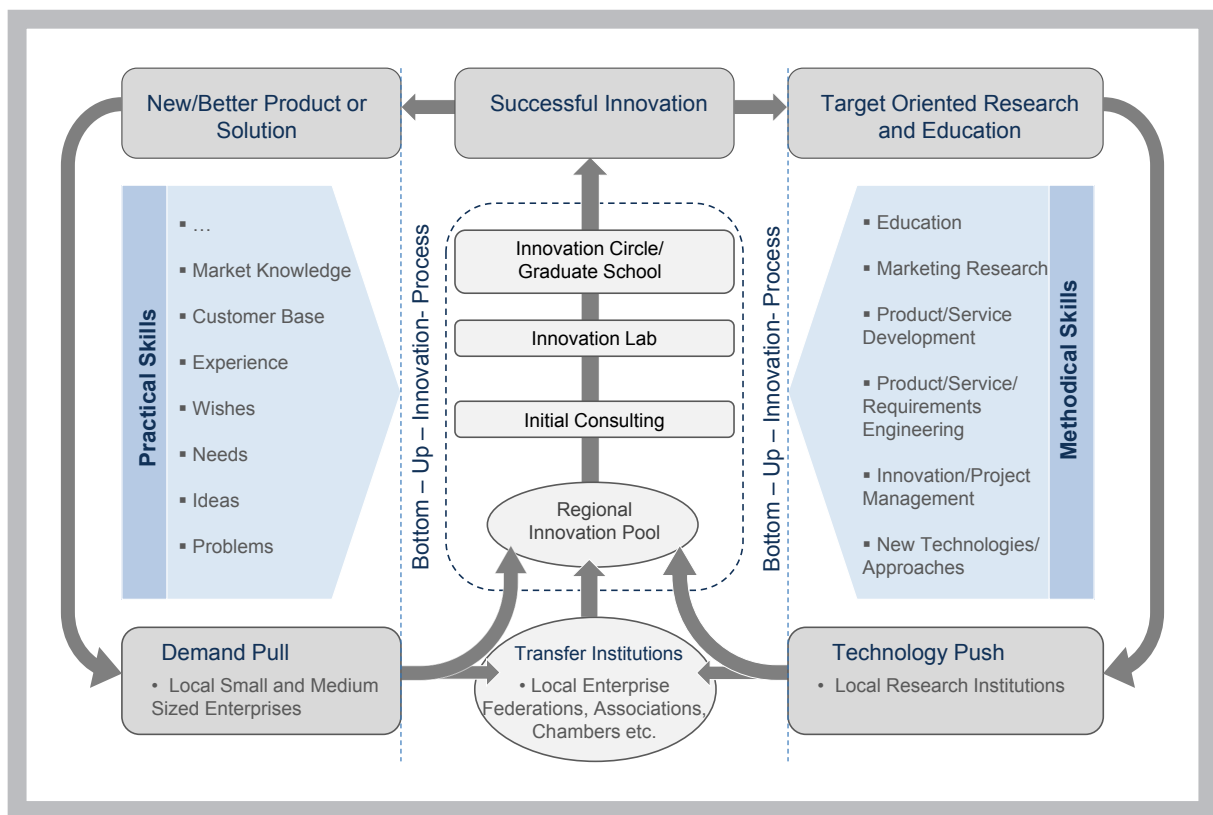 New/Better Product or
Solution
Successful Innovation
Target Oriented Research
and Education
Practical Skills
▪ …
▪ Market Knowledge
▪ Customer Base
▪ Experience
▪ Wishes
▪ Needs
▪ Ideas
▪ Problems
Bottom – Up – Innovation- Process
Innovation Circle/
Graduate School
Innovation Lab
Initial Consulting
Regional
Innovation Pool
Bottom – Up – Innovation- Process
▪ Education
▪ Marketing Research
▪ Product/Service
Development
▪ Product/Service/
Requirements
Engineering
▪ Innovation/Project
Management
▪ New Technologies/
Approaches
Methodical Skills
Demand Pull
• Local Small and Medium
Sized Enterprises
Transfer Institutions
• Local Enterprise
Federations, Associations,
Chambers etc.
Technology Push
• Local Research Institutions